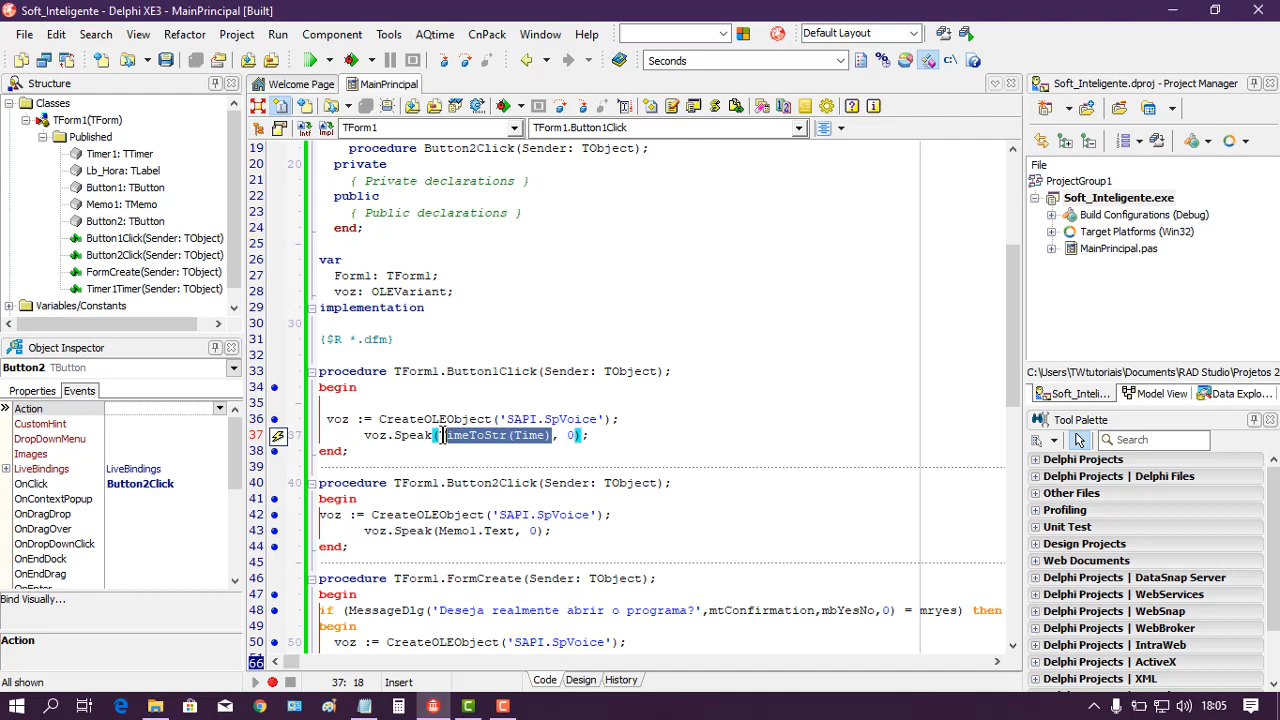 Soft_Inteligente - Delphi XE3 - MainPrincipal [Built]
File Edit Search View Refactor Project Run Component Tools AQtime CnPack Window Help
Default Layout
Seconds
Structure
Classes
TForm1(TForm)
Published
Timer1: TTimer
Lb_Hora: TLabel
Button1: TButton
Memo1: TMemo
Button2: TButton
Button1Click(Sender: TObject)
Button2Click(Sender: TObject)
FormCreate(Sender: TObject)
Timer1Timer(Sender: TObject)
Variables/Constants
Object Inspector
Button2 TButton
Properties Events
Action
CustomHint
DropDownMenu
Images
LiveBindings LiveBindings
OnClick Button2Click
OnContextPopup
OnDragDrop
OnDragOver
OnDropDownClick
OnEndDock
OnEndDrag
OnEnter
Bind Visually...
Action
All shown
Welcome Page MainPrincipal
TForm1 TForm1.Button1Click
19 procedure Button2Click(Sender: TObject);
20 20 private
21 { Private declarations }
22 public
23 { Public declarations }
24 end;
25
26 var
27 Form1: TForm1;
28 voz: OLEVariant;
29 implementation
30 30
31 {$R *.dfm}
32
33 procedure TForm1.Button1Click(Sender: TObject);
34 begin
35
36 voz := CreateOLEObject('SAPI.SpVoice');
37 37 voz.Speak(TimeToStr(Time), 0);
38 end;
39
40 40 procedure TForm1.Button2Click(Sender: TObject);
41 begin
42 voz := CreateOLEObject('SAPI.SpVoice');
43 voz.Speak(Memo1.Text, 0);
44 end;
45
46 procedure TForm1.FormCreate(Sender: TObject);
47 begin
48 if (MessageDlg('Deseja realmente abrir o programa?',mtConfirmation,mbYesNo,0) = mryes) then
49 begin
50 50 voz := CreateOLEObject('SAPI.SpVoice');
66
37: 18 Insert Code Design History
Soft_Inteligente.dproj - Project Manager
File
ProjectGroup1
Soft_Inteligente.exe
Build Configurations (Debug)
Target Platforms (Win32)
MainPrincipal.pas
C:\Users\TWtutoriais\Documents\RAD Studio\Projetos 2
Soft_Inteli... Model View Data Explo...
Tool Palette
Search
Delphi Projects
Delphi Projects | Delphi Files
Other Files
Profiling
Unit Test
Design Projects
Web Documents
Delphi Projects | DataSnap Server
Delphi Projects | WebServices
Delphi Projects | WebSnap
Delphi Projects | WebBroker
Delphi Projects | IntraWeb
Delphi Projects | ActiveX
Delphi Projects | XML
18:05